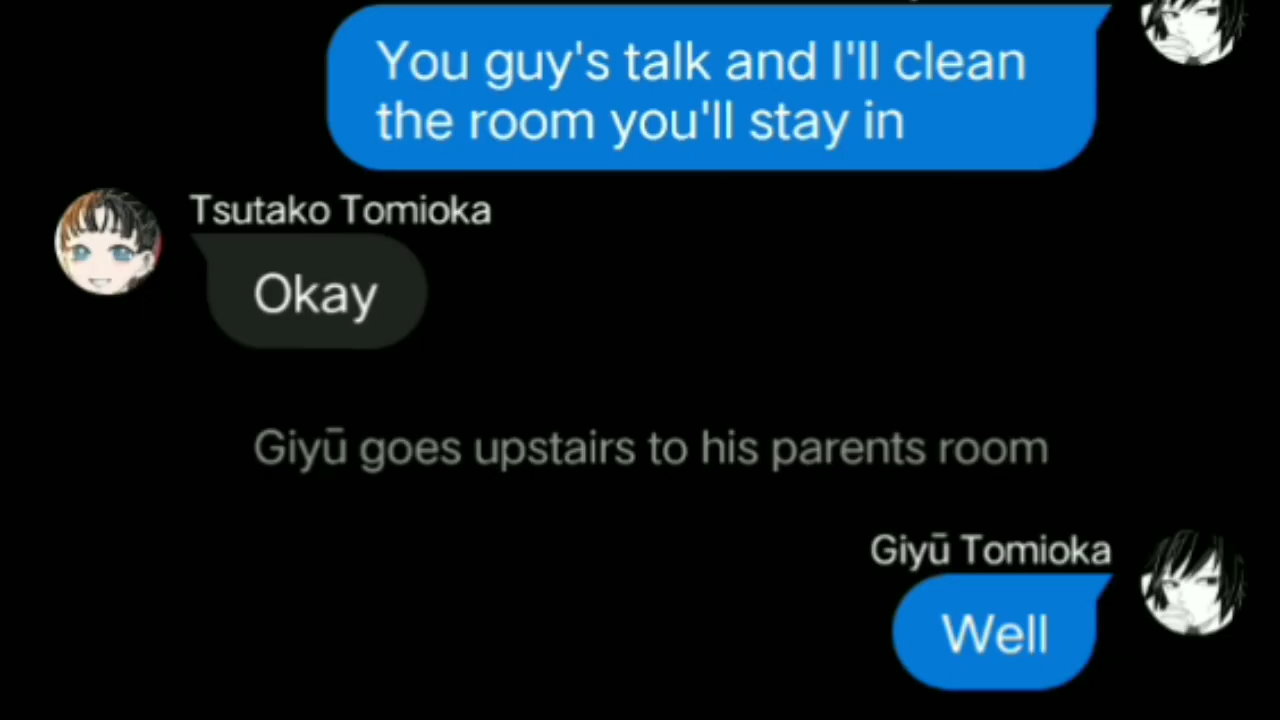 You guy's talk and I'll clean
the room you'll stay in
Tsutako Tomioka
Okay
Giyū goes upstairs to his parents room
Giyū Tomioka
Well